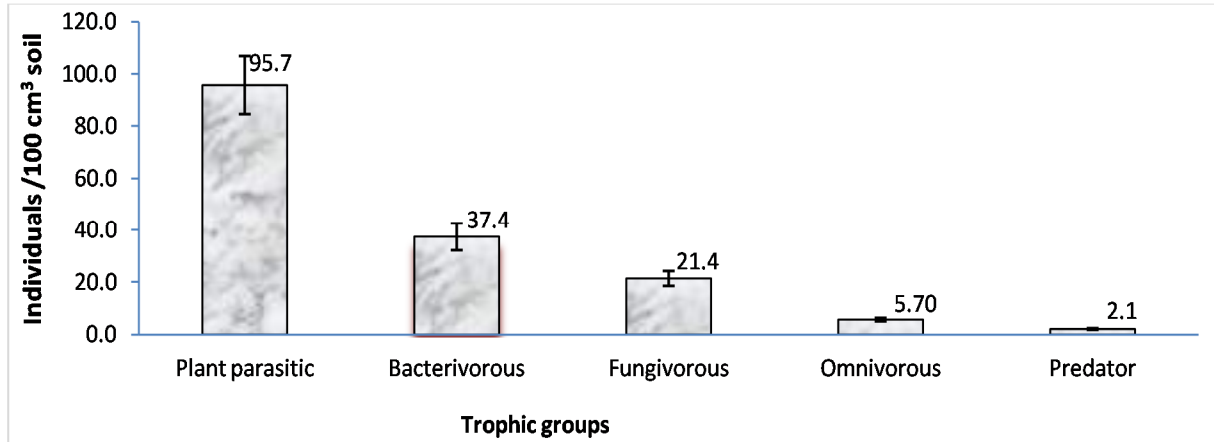 Individuals /100 cm³ soil
120.0
100.0
80.0
60.0
40.0
20.0
0.0
95.7
37.4
21.4
5.70
2.1
Plant parasitic
Bacterivorous
Fungivorous
Omnivorous
Predator
Trophic groups